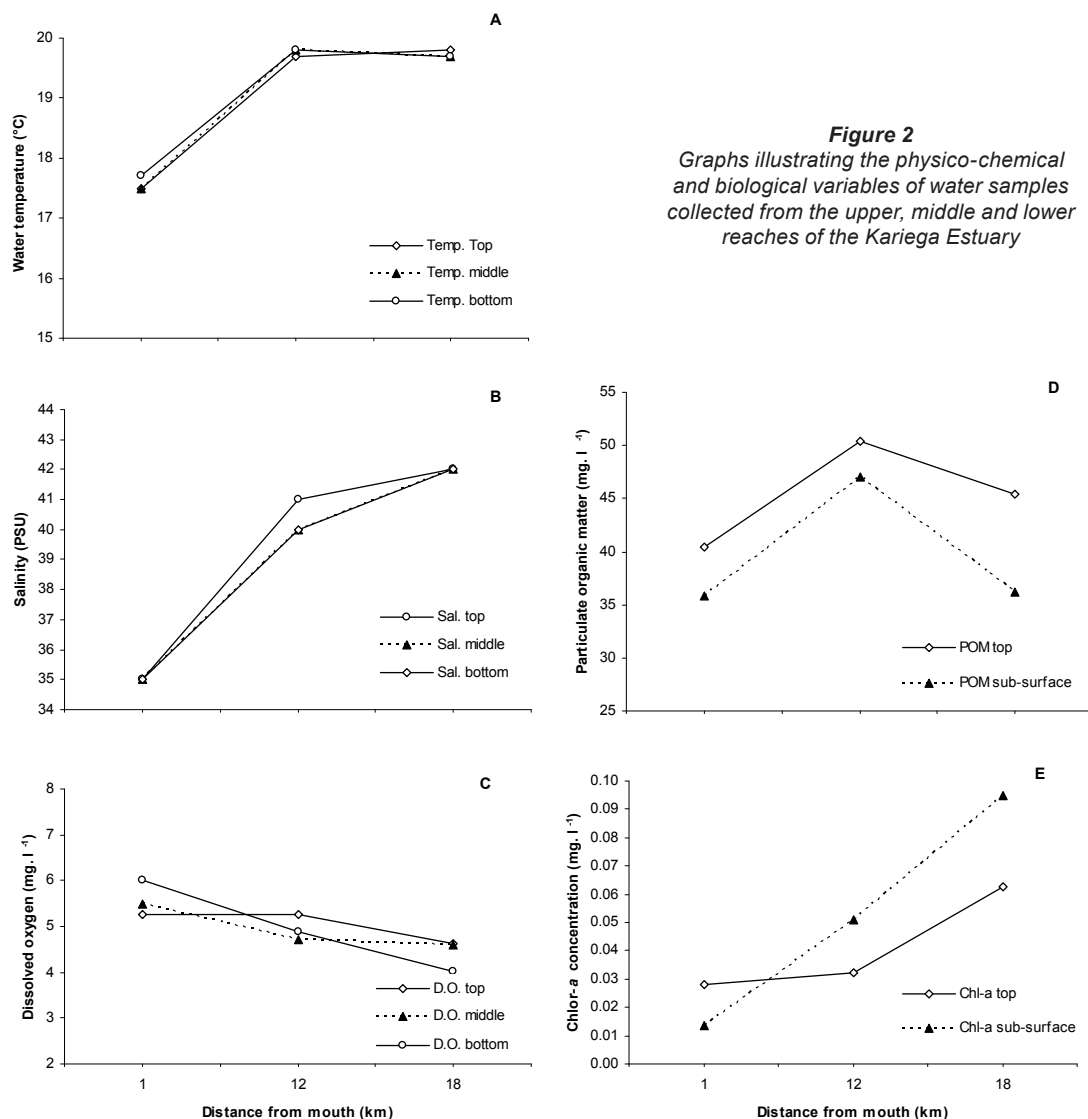 A
20
19
18
17
16
15
Water temperature (°C)
Temp. Top
Temp. middle
Temp. bottom
Figure 2
Graphs illustrating the physico-chemical
and biological variables of water samples
collected from the upper, middle and lower
reaches of the Kariega Estuary
B
44
43
42
41
40
39
38
37
36
35
34
Salinity (PSU)
Sal. top
Sal. middle
Sal. bottom
D
55
50
45
40
35
30
25
Particulate organic matter (mg. l -1)
POM top
POM sub-surface
C
8
7
6
5
4
3
2
Dissolved oxygen (mg. l -1)
D.O. top
D.O. middle
D.O. bottom
1 12 18
Distance from mouth (km)
E
0.10
0.09
0.08
0.07
0.06
0.05
0.04
0.03
0.02
0.01
0.00
Chlor-a concentration (mg. l -1)
Chl-a top
Chl-a sub-surface
1 12 18
Distance from mouth (km)